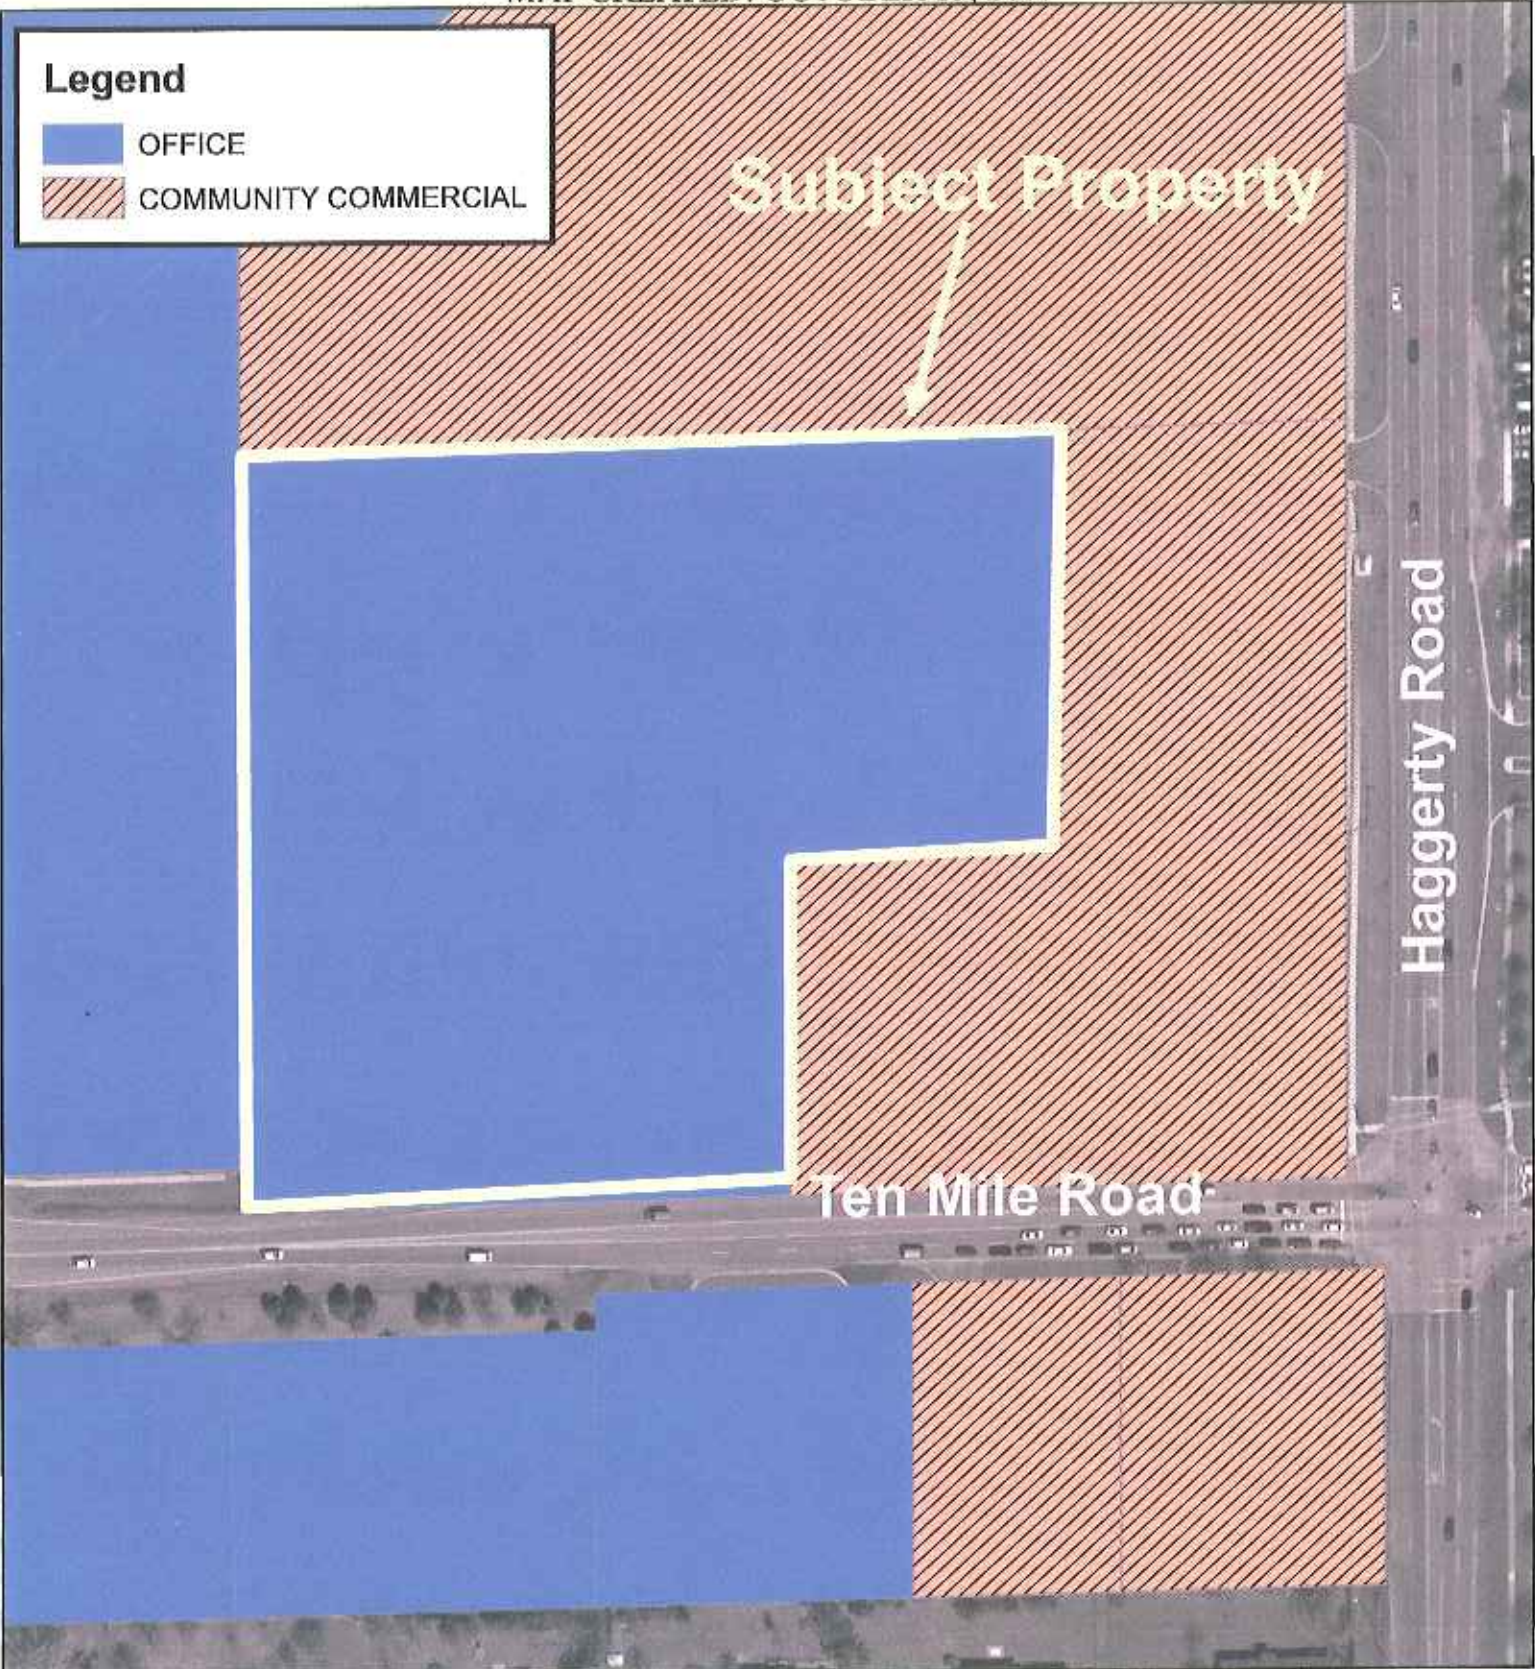 Legend
OFFICE
COMMUNITY COMMERCIAL
Subject Property
Haggerty Road
Ten Mile Road